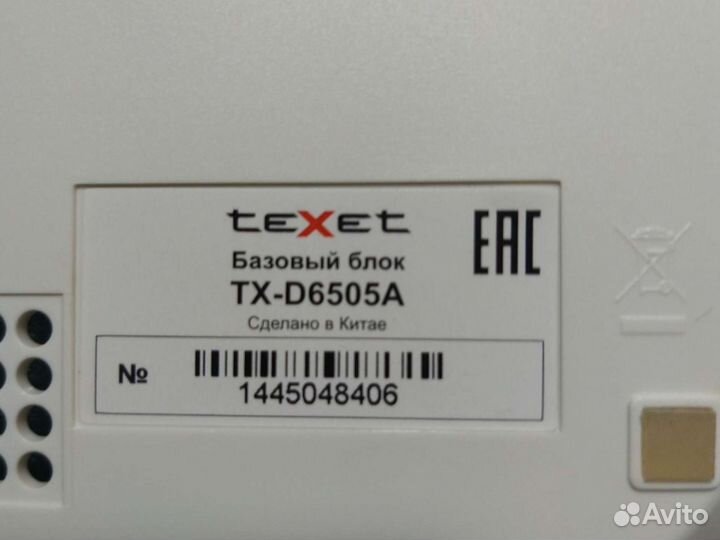 teXet
EAC
Базовый блок
TX-D6505A
Сделано в Китае
№
1445048406
Avito